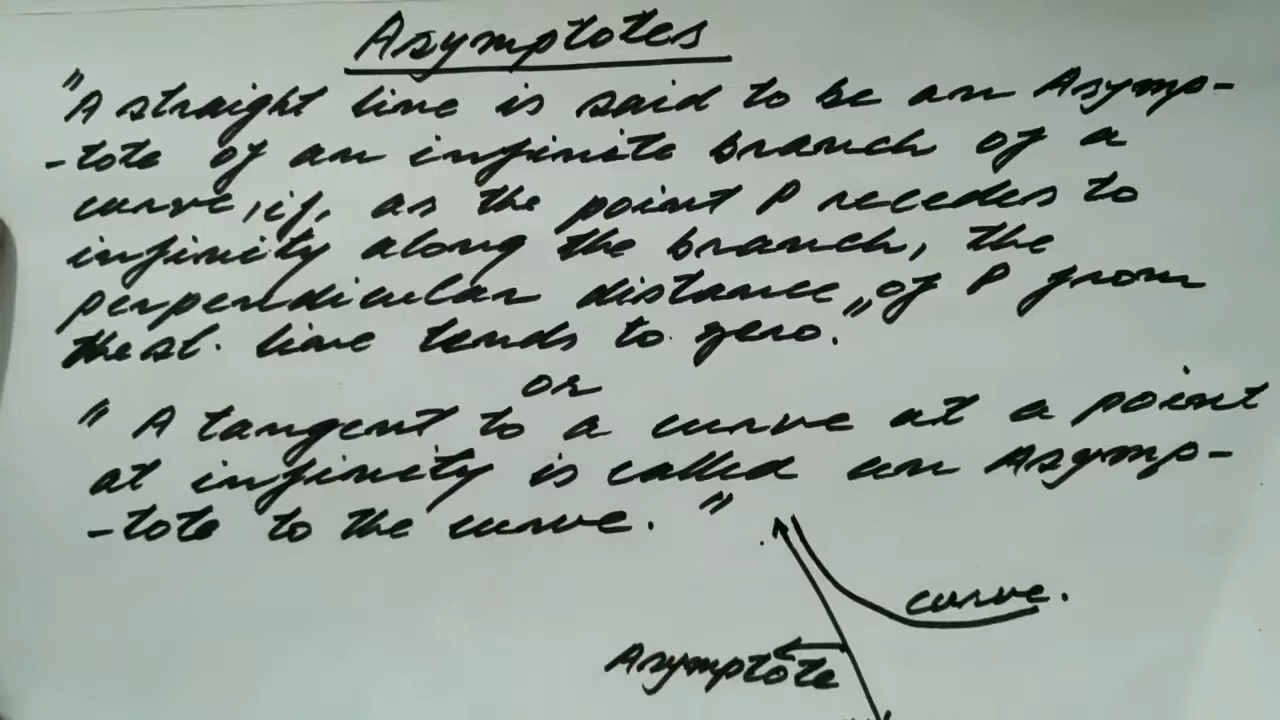 Asymptotes
"A straight line is said to be an Asymp-
-tote of an infinite branch of a
curve, if, as the point P recedes to
infinity along the branch, the
perpendicular distance of P from
the st. line tends to zero."
or
" A tangent to a curve at a point
at infinity is called an Asymp-
-tote to the curve. "
curve.
Asymptote